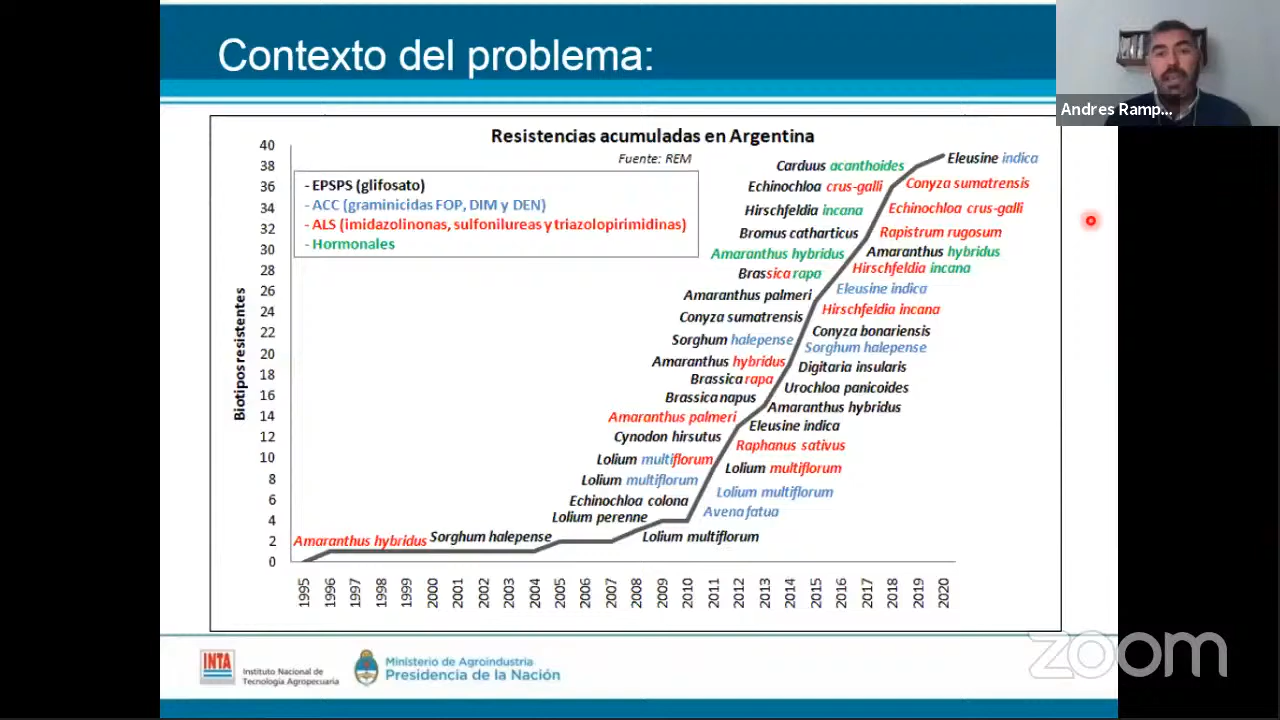 Contexto del problema:
Andres Ramp...
Resistencias acumuladas en Argentina
Fuente: REM
- EPSPS (glifosato)
- ACC (graminicidas FOP, DIM y DEN)
- ALS (imidazolinonas, sulfonilureas y triazolopirimidinas)
- Hormonales
Biotipos resistentes
40
38
36
34
32
30
28
26
24
22
20
18
16
14
12
10
8
6
4
2
0
Carduus acanthoides
Echinochloa crus-galli
Hirschfeldia incana
Bromus catharticus
Amaranthus hybridus
Brassica rapa
Amaranthus palmeri
Conyza sumatrensis
Sorghum halepense
Amaranthus hybridus
Brassica rapa
Brassica napus
Amaranthus palmeri
Cynodon hirsutus
Lolium multiflorum
Lolium multiflorum
Echinochloa colona
Lolium perenne
Sorghum halepense
Amaranthus hybridus
Eleusine indica
Conyza sumatrensis
Echinochloa crus-galli
Rapistrum rugosum
Amaranthus hybridus
Hirschfeldia incana
Eleusine indica
Hirschfeldia incana
Conyza bonariensis
Sorghum halepense
Digitaria insularis
Urochloa panicoides
Amaranthus hybridus
Eleusine indica
Raphanus sativus
Lolium multiflorum
Lolium multiflorum
Avena fatua
Lolium multiflorum
1995 1996 1997 1998 1999 2000 2001 2002 2003 2004 2005 2006 2007 2008 2009 2010 2011 2012 2013 2014 2015 2016 2017 2018 2019 2020
INTA
Instituto Nacional de
Tecnología Agropecuaria
Ministerio de Agroindustria
Presidencia de la Nación
zoom